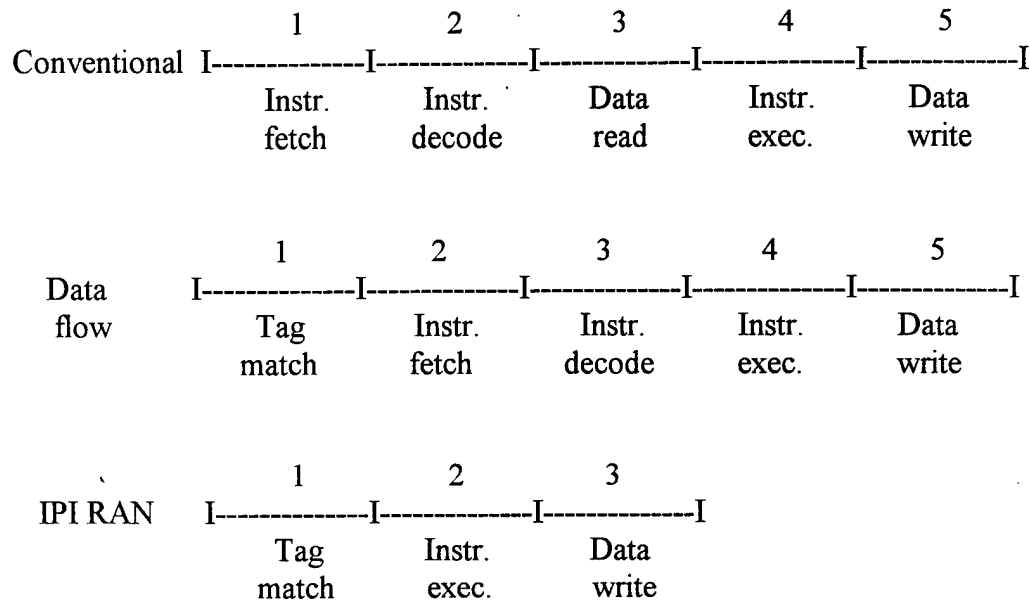 1 2 3 4 5
Conventional I--------------I--------------I--------------I--------------I--------------I
Instr. Instr. Data Instr. Data
fetch decode read exec. write
1 2 3 4 5
Data I--------------I--------------I--------------I--------------I--------------I
flow Tag Instr. Instr. Instr. Data
match fetch decode exec. write
1 2 3
IPI RAN I--------------I--------------I--------------I
Tag Instr. Data
match exec. write